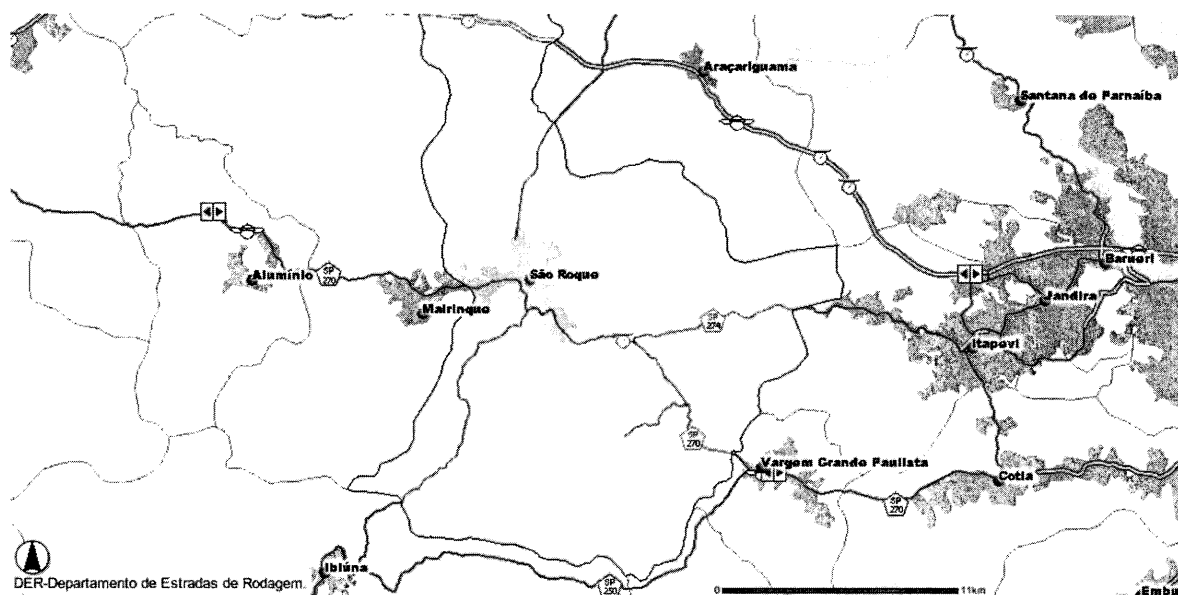 Araçariguama
Santana do Parnaíba
Barueri
Alumínio
SP
270
São Roque
Mairinque
Jandira
SP
274
Itapevi
SP
270
Vargem Grande Paulista
Cotia
SP
270
Ibiúna
SP
250
DER-Departamento de Estradas de Rodagem.
0
11km
Embu